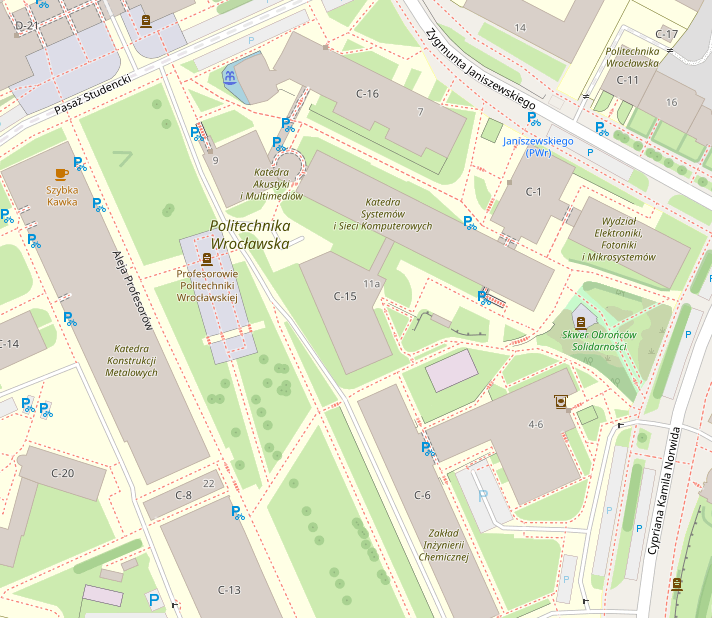 D-21
14
C-17
Politechnika
Wrocławska
C-11
16
Pasaż Studencki
Zygmunta Janiszewskiego
C-16
7
P
Janiszewskiego
(PWr)
P
P
P
P
P
P
P
9
Szybka
Kawka
Katedra
Akustyki
i Multimediów
C-1
P
P
P
Katedra
Systemów
i Sieci Komputerowych
P
Wydział
Elektroniki,
Fotoniki
i Mikrosystemów
Politechnika
Wrocławska
Aleja Profesorów
Profesorowie
Politechniki
Wrocławskiej
11a
C-15
P
P
P
C-14
P
Skwer Obrońców
Solidarności
Katedra
Konstrukcji
Metalowych
P
P
4-6
P
C-20
22
C-8
P
C-6
P
P
P
Cypriana Kamila Norwida
Zakład
Inżynierii
Chemicznej
P
C-13
P